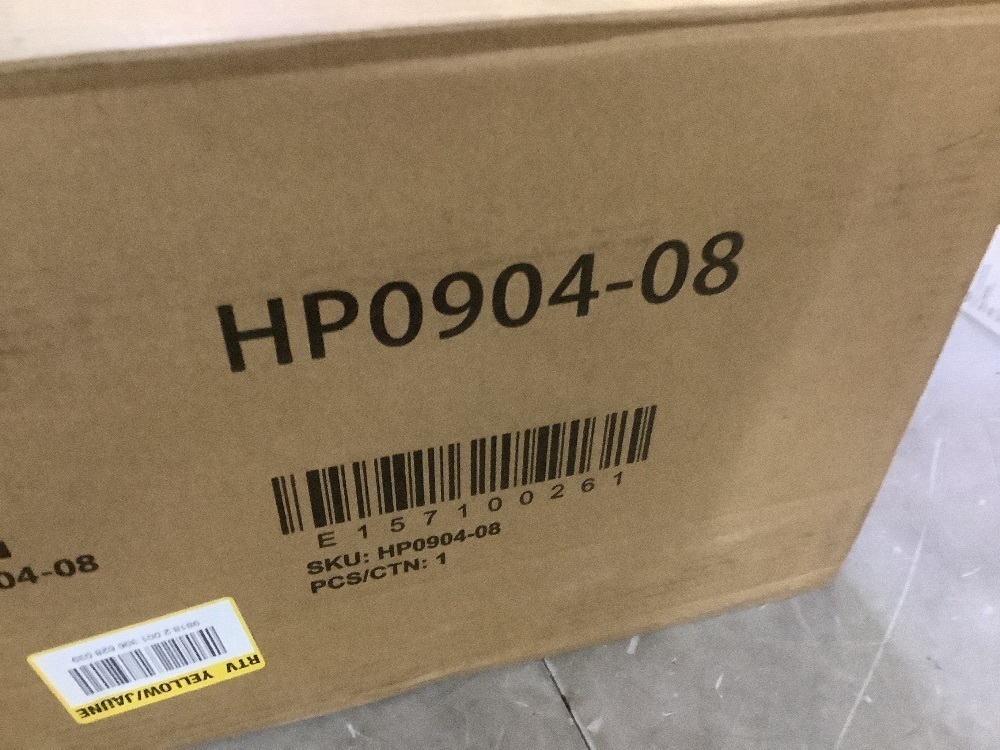 HP0904-08
E157100261
SKU: HP0904-08
PCS/CTN: 1
04-08
RTV YELLOW/JAUNE